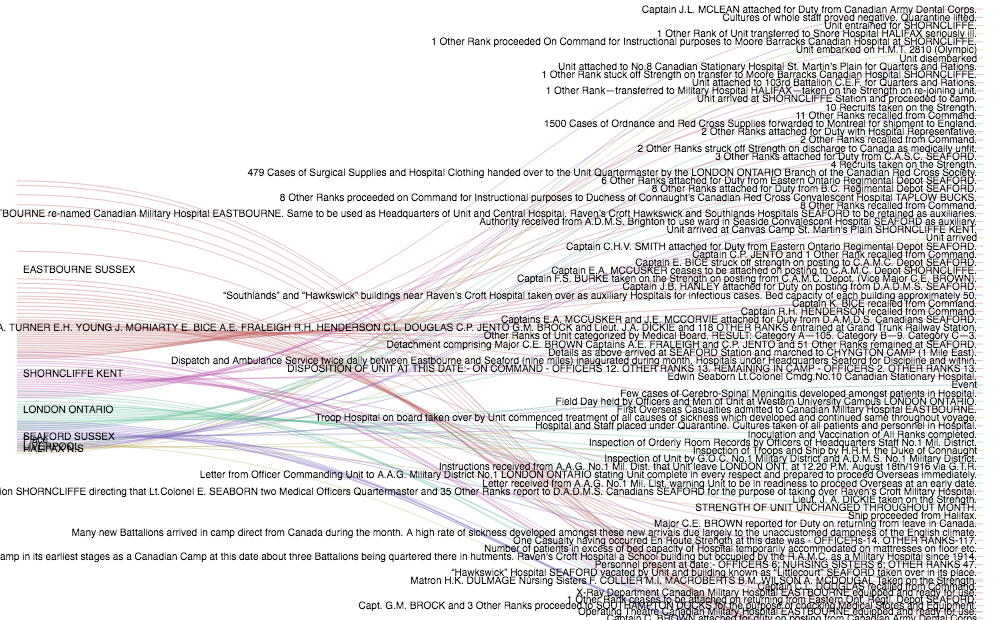 Captain J.L. MCLEAN attached for Duty from Canadian Army Dental Corps.
Cultures of whole staff proved negative. Quarantine lifted.
Unit entrained for SHORNCLIFFE.
1 Other Rank of Unit transferred to Shore Hospital HALIFAX seriously ill.
1 Other Rank proceeded On Command for Instructional purposes to Moore Barracks Canadian Hospital at SHORNCLIFFE.
Unit embarked on H.M.T. 2810 (Olympic)
Unit disembarked
Unit attached to No.8 Canadian Stationary Hospital St. Martin's Plain for Quarters and Rations.
1 Other Rank stuck off Strength on transfer to Moore Barracks Canadian Hospital SHORNCLIFFE.
Unit attached to 103rd Battalion C.E.F. for Quarters and Rations.
1 Other Rank—transferred to Military Hospital HALIFAX—taken on the Strength on re-joining unit.
Unit arrived at SHORNCLIFFE Station and proceeded to camp.
10 Recruits taken on the Strength.
11 Other Ranks recalled from Command.
1500 Cases of Ordnance and Red Cross Supplies forwarded to Montreal for shipment to England.
2 Other Ranks attached for Duty with Hospital Representative.
2 Other Ranks recalled from Command.
2 Other Ranks struck off Strength on discharge to Canada as medically unfit.
3 Other Ranks attached for Duty from C.A.S.C. SEAFORD.
4 Recruits taken on the Strength.
479 Cases of Surgical Supplies and Hospital Clothing handed over to the Unit Quartermaster by the LONDON ONTARIO Branch of the Canadian Red Cross Society.
6 Other Ranks attached for Duty from Eastern Ontario Regimental Depot SEAFORD.
8 Other Ranks attached for Duty from B.C. Regimental Depot SEAFORD.
8 Other Ranks proceeded on Command for Instructional purposes to Duchess of Connaught's Canadian Red Cross Convalescent Hospital TAPLOW BUCKS.
8 Other Ranks recalled from Command.
TBOURNE re-named Canadian Military Hospital EASTBOURNE. Same to be used as Headquarters of Unit and Central Hospital. Raven's Croft Hawkswick and Southlands Hospitals SEAFORD to be retained as auxiliaries.
Authority received from A.D.M.S. Brighton to use ward in Seaside Convalescent Hospital SEAFORD as auxiliary.
Unit arrived at Canvas Camp St. Martin's Plain SHORNCLIFFE KENT.
Unit arrived
Captain C.H.V. SMITH attached for Duty from Eastern Ontario Regimental Depot SEAFORD.
Captain C.P. JENTO and 1 Other Rank recalled from Command.
Captain E. BICE struck off strength on posting to C.A.M.C. Depot SEAFORD.
EASTBOURNE SUSSEX
Captain E.A. MCCUSKER ceases to be attached on posting to C.A.M.C. Depot SHORNCLIFFE.
Captain F.S. BURKE taken on the Strength on posting from C.A.M.C. Depot. (Vice Major C.E. BROWN).
Captain J.B. HANLEY attached for Duty on posting from D.A.D.M.S. SEAFORD.
"Southlands" and "Hawkswick" buildings near Raven's Croft Hospital taken over as auxiliary Hospitals for infectious cases. Bed capacity of each building approximately 50.
Captain K. BICE recalled from Command.
Captain R.H. HENDERSON recalled from Command.
Captains E.A. MCCUSKER and J.E. MCCORVIE attached for Duty from D.A.M.D.S. Canadians SEAFORD.
A. TURNER E.H. YOUNG J. MORIARTY E. BICE A.E. FRALEIGH R.H. HENDERSON C.L. DOUGLAS C.P. JENTO G.M. BROCK and Lieut. J.A. DICKIE and 118 OTHER RANKS entrained at Grand Trunk Railway Station.
Other Ranks of Unit categorized by Medical Board. RESULT: Category A—105. Category B—9. Category C—3.
Detachment comprising Major C.E. BROWN Captains A.E. FRALEIGH and C.P. JENTO and 51 Other Ranks remained at SEAFORD.
Details as above arrived at SEAFORD Station and marched to CHYNGTON CAMP (1 Mile East).
Dispatch and Ambulance Service twice daily between Eastbourne and Seaford (nine miles) inaugurated during month. Hospitals under Headquarters Seaford for Discipline and within.
DISPOSITION OF UNIT AT THIS DATE:- ON COMMAND - OFFICERS 12. OTHER RANKS 13. REMAINING IN CAMP - OFFICERS 2. OTHER RANKS 13.
SHORNCLIFFE KENT
Edwin Seaborn Lt.Colonel Cmdg.No.10 Canadian Stationary Hospital.
Event
Few cases of Cerebro-Spinal Meningitis developed amongst patients in Hospital.
Field Day held by Officers and Men of Unit at Western University Campus LONDON ONTARIO.
LONDON ONTARIO
First Overseas Casualties admitted to Canadian Military Hospital EASTBOURNE.
Troop Hospital on board taken over by Unit commenced treatment of all causes of sickness which developed and continued same throughout voyage.
Hospital and Staff placed under Quarantine. Cultures taken of all patients and personnel in Hospital.
SEAFORD SUSSEX
Inoculation and Vaccination of All Ranks completed.
Inspection of Orderly Room Records by Officers of Headquarters Staff No.1 Mil. District.
LIVERPOOL
HALIFAX N.S
Inspection of Troops and Ship by H.R.H. the Duke of Connaught
Inspection of Unit by G.O.C. No.1 Military District and A.D.M.S. No.1 Military District.
Instructions received from A.A.G. No.1 Mil. Dist. that Unit leave LONDON ONT. at 12.20 P.M. August 18th/1916 via G.T.R.
Letter from Officer Commanding Unit to A.A.G. Military District No.1 LONDON ONTARIO stating Unit complete in every respect and prepared to proceed Overseas immediately.
Letter received from A.A.G. No.1 Mil. List. warning Unit to be in readiness to proceed Overseas at an early date.
ion SHORNCLIFFE directing that Lt.Colonel E. SEABORN two Medical Officers Quartermaster and 35 Other Ranks report to D.A.D.M.S. Canadians SEAFORD for the purpose of taking over Raven's Croft Military Hospital.
Lieut. J. A. DICKIE taken on the Strength.
STRENGTH OF UNIT UNCHANGED THROUGHOUT MONTH.
Ship proceeded from Halifax.
Major C.E. BROWN reported for Duty on returning from leave in Canada.
Many new Battalions arrived in camp direct from Canada during the month. A high rate of sickness developed amongst these new arrivals due largely to the unaccustomed dampness of the English climate.
One Casualty having occurred En Route Strength at this date was - OFFICERS-14. OTHER RANKS-117.
Number of patients in excess of bed capacity of Hospital temporarily accommodated on mattresses on floor etc.
amp in its earliest stages as a Canadian Camp at this date about three Battalions being quartered there in hutments. Raven's Croft Hospital a School building but occupied by the R.A.M.C. as a Military Hospital since 1914.
Personnel present at date:- OFFICERS 6; NURSING SISTERS 6; OTHER RANKS 47.
"Hawkswick" Hospital SEAFORD vacated by Unit and building known as "Littlecourt" SEAFORD taken over in its place.
Matron H.K. DULMAGE Nursing Sisters F. COLLIER M.I. MACROBERTS B.M. WILSON A. MCDOUGAL Taken on the Strength.
Captain C.L. DOUGLAS recalled from Command.
X-Ray Department Canadian Military Hospital EASTBOURNE equipped and ready for use.
1 Other Rank ceases to be attached on returning from Eastern Ont. Regtl. Depot SEAFORD.
Capt. G.M. BROCK and 3 Other Ranks proceeded to SOUTHAMPTON DOCKS for the purpose of checking Medical Stores and Equipment.
Operating Theatre Canadian Military Hospital EASTBOURNE equipped and ready for use.
Captain C. BROWN attached for duty on posting from Canadian Army Dental Corps